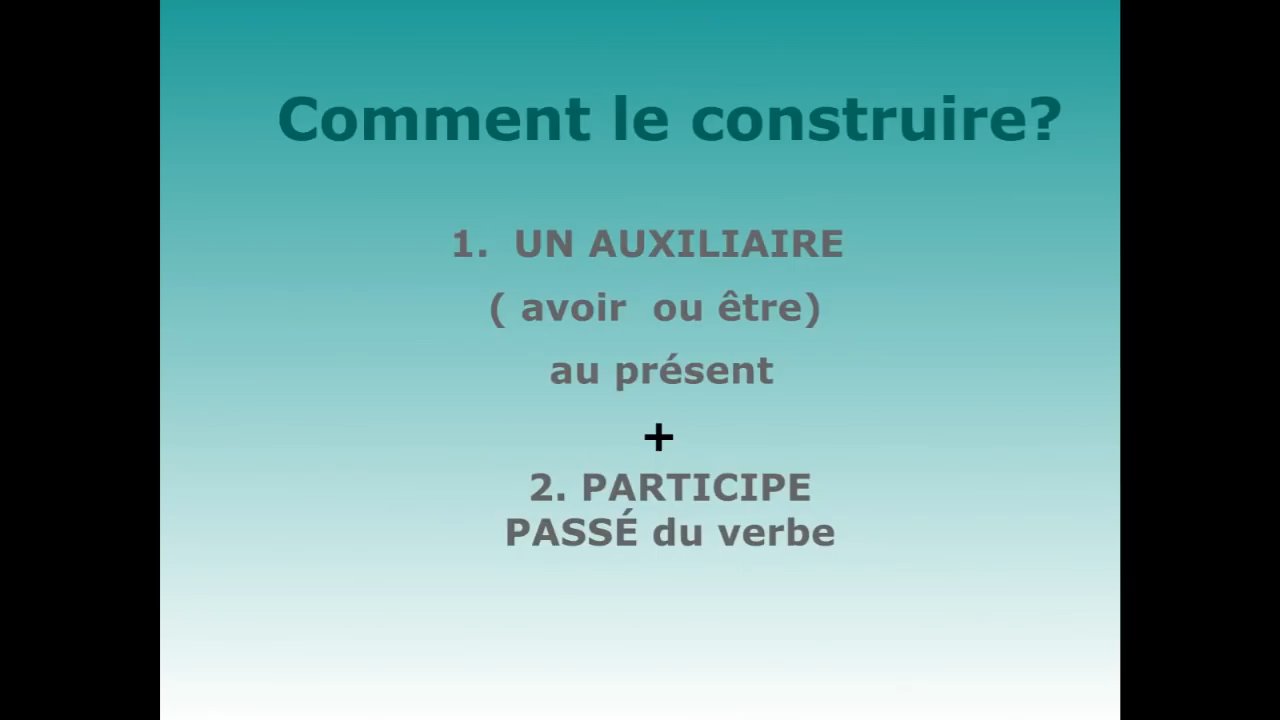 Comment le construire?
1. UN AUXILIAIRE
( avoir ou être)
au présent
+
2. PARTICIPE
PASSÉ du verbe